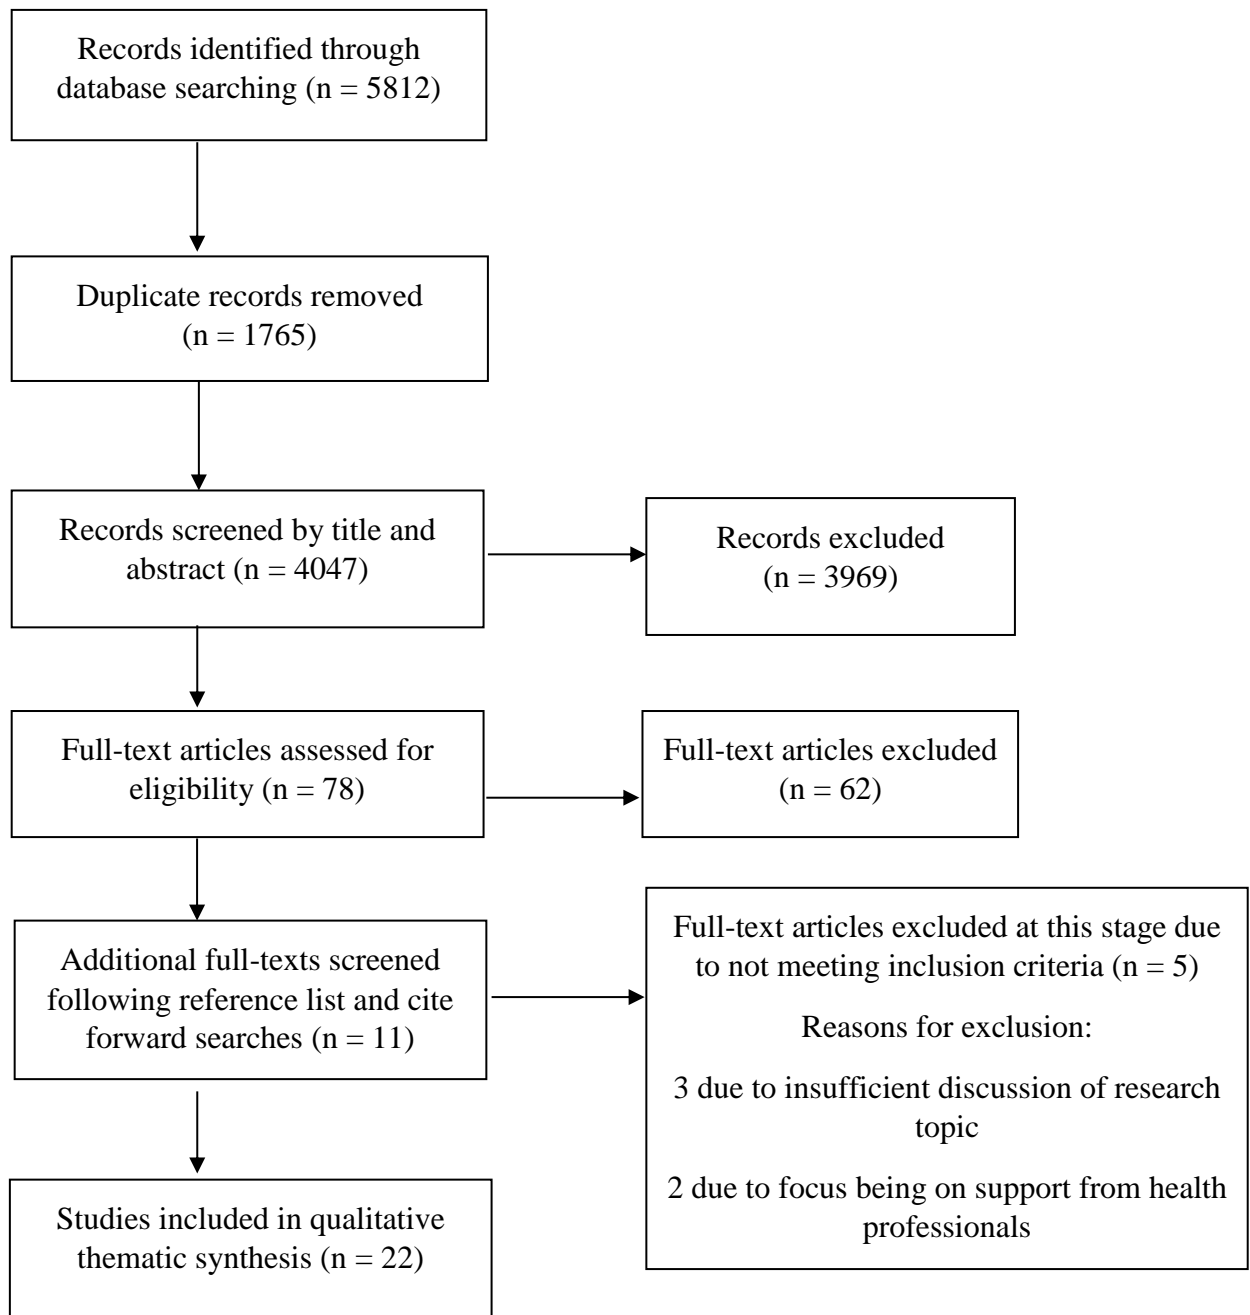 Records identified through
database searching (n = 5812)
Duplicate records removed
(n = 1765)
Records screened by title and
abstract (n = 4047)
Records excluded
(n = 3969)
Full-text articles assessed for
eligibility (n = 78)
Full-text articles excluded
(n = 62)
Additional full-texts screened
following reference list and cite
forward searches (n = 11)
Full-text articles excluded at this stage due
to not meeting inclusion criteria (n = 5)
Reasons for exclusion:
3 due to insufficient discussion of research
topic
2 due to focus being on support from health
professionals
Studies included in qualitative
thematic synthesis (n = 22)